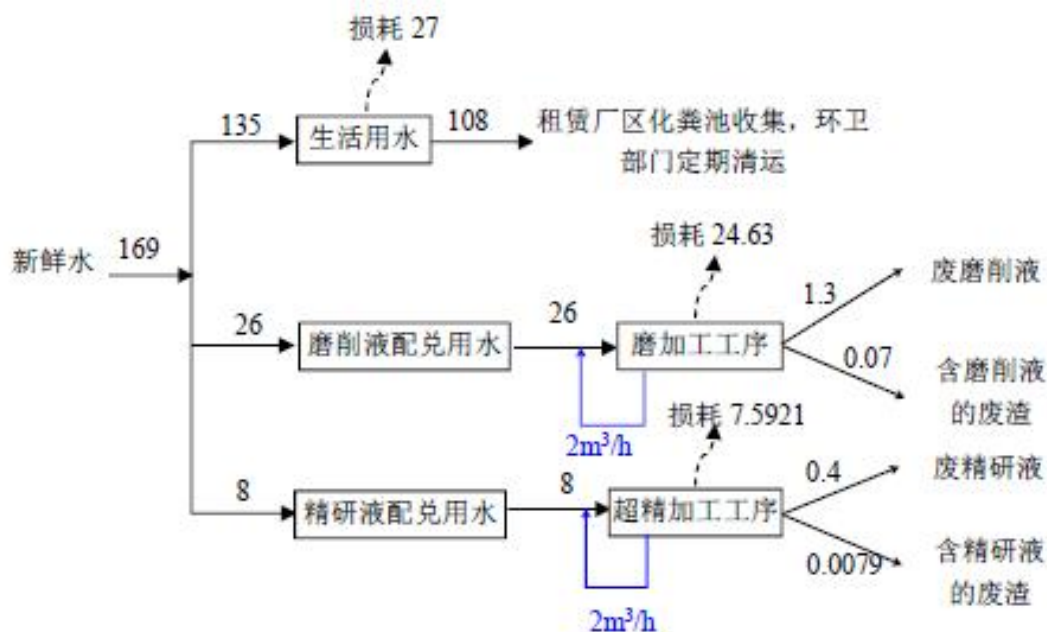 损耗 27
135
生活用水
108
租赁厂区化粪池收集，环卫
部门定期清运
新鲜水
169
损耗 24.63
废磨削液
1.3
26
磨削液配兑用水
26
磨加工工序
0.07
含磨削液
的废渣
2m³/h
损耗 7.5921
废精研液
0.4
8
精研液配兑用水
8
超精加工工序
0.0079
含精研液
的废渣
2m³/h